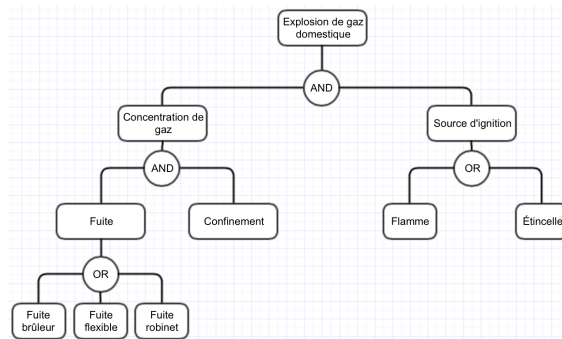 Explosion de gaz
domestique
AND
Concentration de
gaz
Source d'ignition
AND
OR
Fuite
Confinement
Flamme
Étincelle
OR
Fuite
brûleur
Fuite
flexible
Fuite
robinet